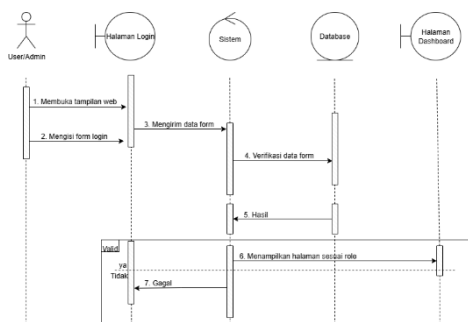 User/Admin
Halaman Login
Sistem
Database
Halaman
Dashboard
1. Membuka tampilan web
2. Mengisi form login
3. Mengirim data form
4. Verifikasi data form
5. Hasil
Valid
ya
6. Menampilkan halaman sesuai role
Tidak
7. Gagal